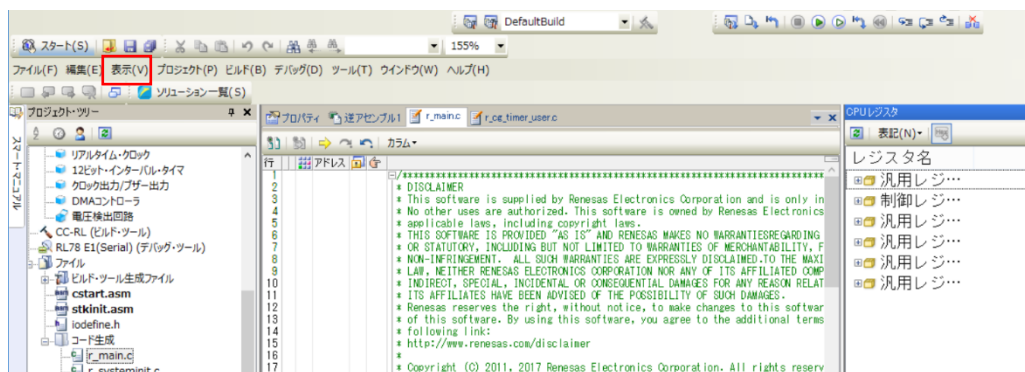 DefaultBuild
スタート(S) 155%
ファイル(F) 編集(E) 表示(V) プロジェクト(P) ビルド(B) デバッグ(D) ツール(T) ウインドウ(W) ヘルプ(H)
ソリューション一覧(S)
スマート・マニュアル
プロジェクト・ツリー
リアルタイム・クロック
12ビット・インターバル・タイマ
クロック出力/ブザー出力
DMAコントローラ
電圧検出回路
CC-RL (ビルド・ツール)
RL78 E1(Serial) (デバッグ・ツール)
ファイル
ビルド・ツール生成ファイル
cstart.asm
stkinit.asm
iodefine.h
コード生成
r_main.c
r_systeminit.c
プロパティ 逆アセンブル1 r_main.c r_cg_timer_user.c
カラム
行 アドレス
1 /***********************************************************************
2 * DISCLAIMER
3 * This software is supplied by Renesas Electronics Corporation and is only in
4 * No other uses are authorized. This software is owned by Renesas Electronics
5 * applicable laws, including copyright laws.
6 * THIS SOFTWARE IS PROVIDED "AS IS" AND RENESAS MAKES NO WARRANTIESREGARDING
7 * OR STATUTORY, INCLUDING BUT NOT LIMITED TO WARRANTIES OF MERCHANTABILITY, F
8 * NON-INFRINGEMENT. ALL SUCH WARRANTIES ARE EXPRESSLY DISCLAIMED.TO THE MAXI
9 * LAW, NEITHER RENESAS ELECTRONICS CORPORATION NOR ANY OF ITS AFFILIATED COMP
10 * INDIRECT, SPECIAL, INCIDENTAL OR CONSEQUENTIAL DAMAGES FOR ANY REASON RELAT
11 * ITS AFFILIATES HAVE BEEN ADVISED OF THE POSSIBILITY OF SUCH DAMAGES.
12 * Renesas reserves the right, without notice, to make changes to this softwar
13 * of this software. By using this software, you agree to the additional terms
14 * following link:
15 * http://www.renesas.com/disclaimer
16 *
17 * Copyright (C) 2011, 2017 Renesas Electronics Corporation. All rights reserv
CPUレジスタ
表記(N)
レジスタ名
汎用レジ…
制御レジ…
汎用レジ…
汎用レジ…
汎用レジ…
汎用レジ…